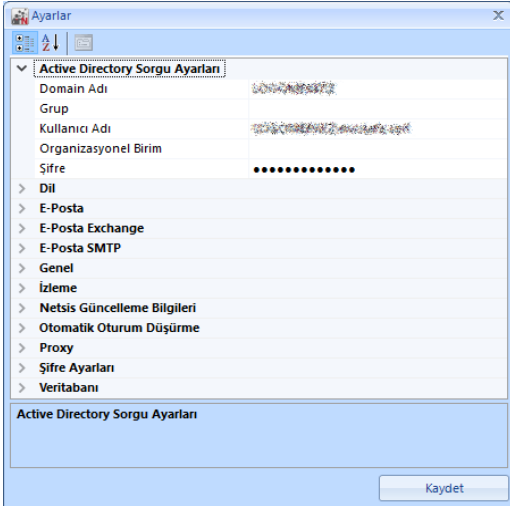 Ayarlar
Active Directory Sorgu Ayarları
Domain Adı
Grup
Kullanıcı Adı
Organizasyonel Birim
Şifre ●●●●●●●●●●●●●
Dil
E-Posta
E-Posta Exchange
E-Posta SMTP
Genel
İzleme
Netsis Güncelleme Bilgileri
Otomatik Oturum Düşürme
Proxy
Şifre Ayarları
Veritabanı
Active Directory Sorgu Ayarları
Kaydet